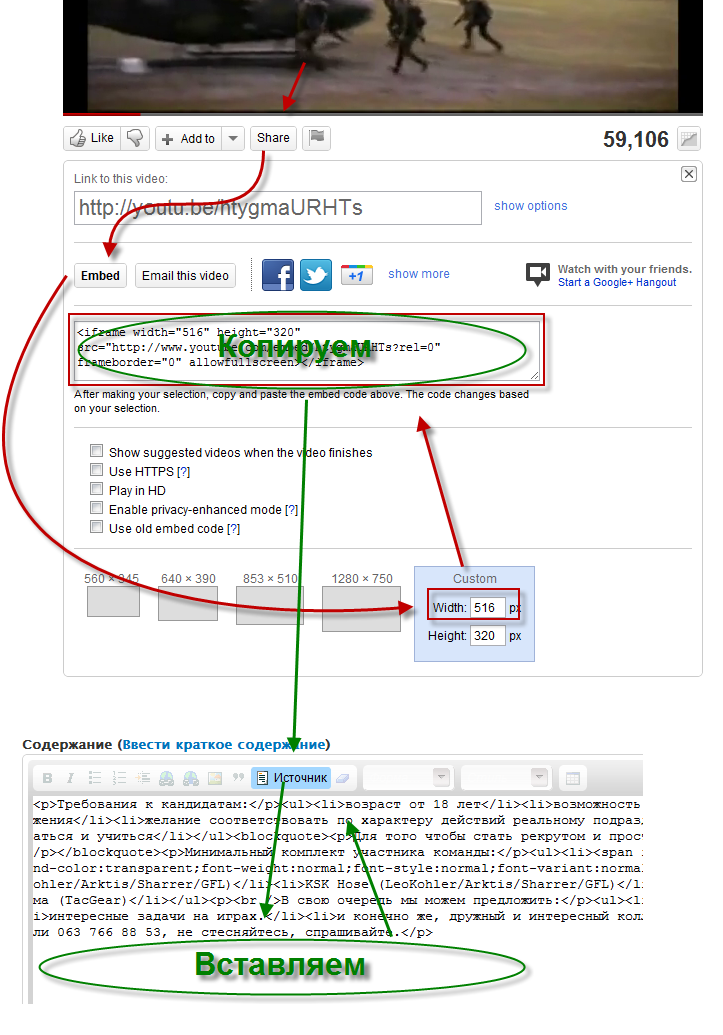 Like
Add to
Share
59,106
Link to this video:
http://youtu.be/htygmaURHTs
show options
Embed
Email this video
+1
show more
Watch with your friends.
Start a Google+ Hangout
<iframe width="516" height="320"
src="http://www.youtube.com/embed/htygmaURHTs?rel=0"
frameborder="0" allowfullscreen></iframe>
Копируем
After making your selection, copy and paste the embed code above. The code changes based
on your selection.
Show suggested videos when the video finishes
Use HTTPS [?]
Play in HD
Enable privacy-enhanced mode [?]
Use old embed code [?]
560 × 345
640 × 390
853 × 510
1280 × 750
Custom
Width: 516 px
Height: 320 px
Содержание (Ввести краткое содержание)
B I Источник
<p>Требования к кандидатам:</p><ul><li>возраст от 18 лет</li><li>возможность
жения</li><li>желание соответствовать по характеру действий реальному подразд
аться и учиться</li></ul><blockquote><p>Для того чтобы стать рекрутом и прос
/p></blockquote><p>Минимальный комплект участника команды:</p><ul><li><span
nd-color:transparent;font-weight:normal;font-style:normal;font-variant:norma
ohler/Arktis/Sharrer/GFL)</li><li>KSK Hose (LeoKohler/Arktis/Sharrer/GFL)</li
ма (TacGear)</li></ul><p><br />В свою очередь мы можем предложить:</p><ul><l
i>интересные задачи на играх.</li><li>и конечно же, дружный и интересный кол
ли 063 766 88 53, не стесняйтесь, спрашивайте.</p>
Вставляем